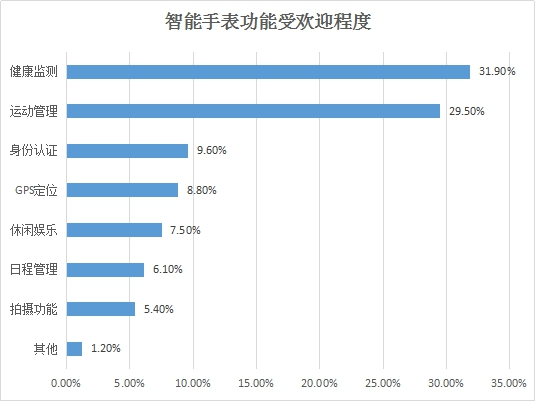 智能手表功能受欢迎程度
健康监测 31.90%
运动管理 29.50%
身份认证 9.60%
GPS定位 8.80%
休闲娱乐 7.50%
日程管理 6.10%
拍摄功能 5.40%
其他 1.20%
0.00% 5.00% 10.00% 15.00% 20.00% 25.00% 30.00% 35.00%